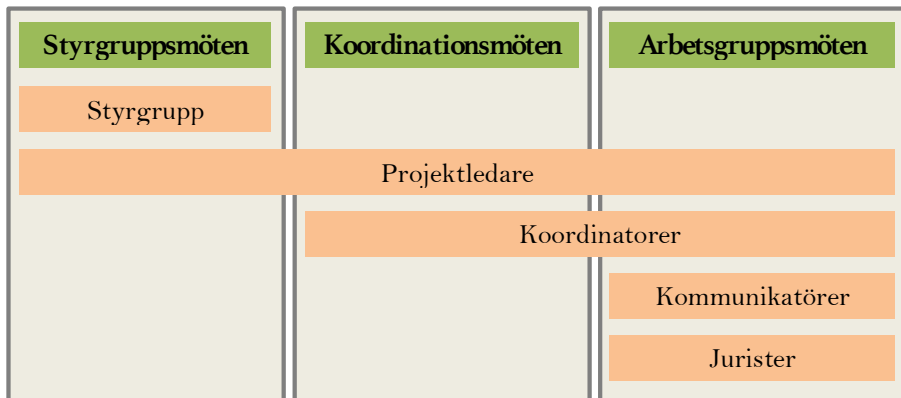 Styrgruppsmöten
Koordinationsmöten
Arbetsgruppsmöten
Styrgrupp
Projektledare
Koordinatorer
Kommunikatörer
Jurister